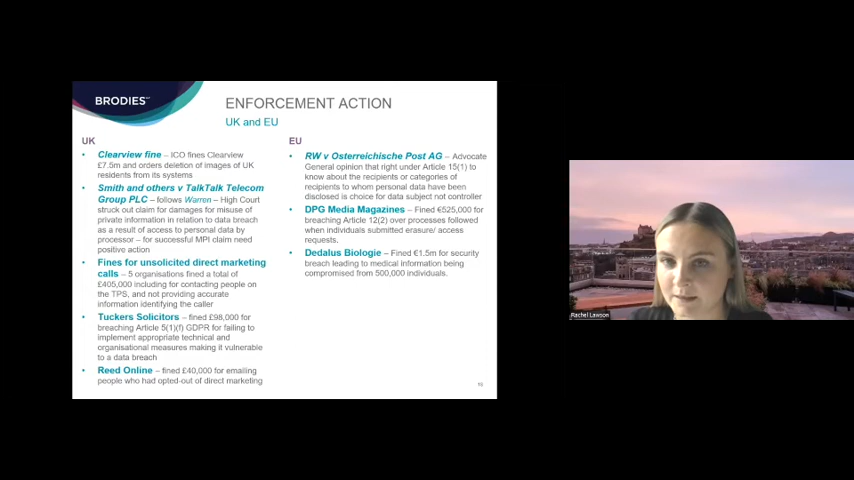 BRODIES LLP
ENFORCEMENT ACTION
UK and EU
UK
• Clearview fine – ICO fines Clearview
£7.5m and orders deletion of images of UK
residents from its systems
• Smith and others v TalkTalk Telecom
Group PLC – follows Warren – High Court
struck out claim for damages for misuse of
private information in relation to data breach
as a result of access to personal data by
processor – for successful MPI claim need
positive action
• Fines for unsolicited direct marketing
calls – 5 organisations fined a total of
£405,000 including for contacting people on
the TPS, and not providing accurate
information identifying the caller
• Tuckers Solicitors – fined £98,000 for
breaching Article 5(1)(f) GDPR for failing to
implement appropriate technical and
organisational measures making it vulnerable
to a data breach
• Reed Online – fined £40,000 for emailing
people who had opted-out of direct marketing
EU
• RW v Osterreichische Post AG – Advocate
General opinion that right under Article 15(1) to
know about the recipients or categories of
recipients to whom personal data have been
disclosed is choice for data subject not controller
• DPG Media Magazines – Fined €525,000 for
breaching Article 12(2) over processes followed
when individuals submitted erasure/ access
requests.
• Dedalus Biologie – Fined €1.5m for security
breach leading to medical information being
compromised from 500,000 individuals.
Rachel Lawson